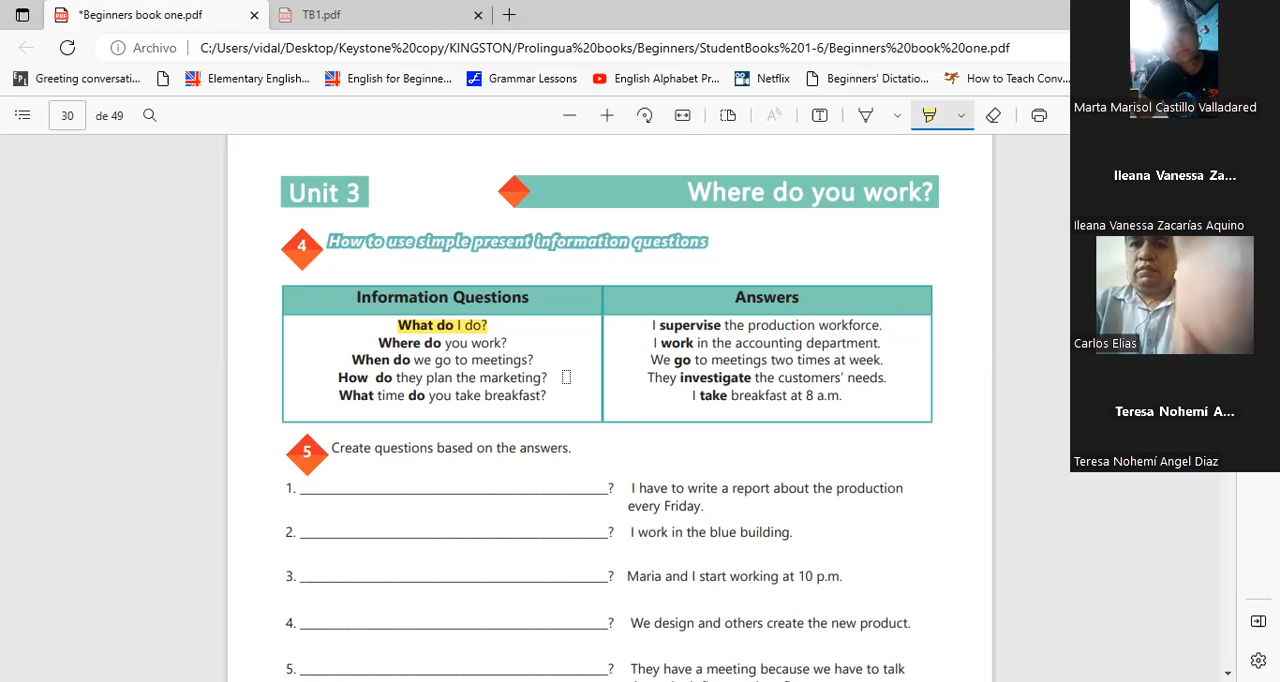 *Beginners book one.pdf
TB1.pdf
Archivo
C:/Users/vidal/Desktop/Keystone%20copy/KINGSTON/Prolingua%20books/Beginners/StudentBooks%201-6/Beginners%20book%20one.pdf
Greeting conversati...
Elementary English...
English for Beginne...
Grammar Lessons
English Alphabet Pr...
Netflix
Beginners' Dictatio...
How to Teach Conv...
30
de 49
Unit 3
Where do you work?
4
How to use simple present information questions
Information Questions
Answers
What do I do?
I supervise the production workforce.
Where do you work?
I work in the accounting department.
When do we go to meetings?
We go to meetings two times at week.
How do they plan the marketing?
They investigate the customers' needs.
What time do you take breakfast?
I take breakfast at 8 a.m.
5
Create questions based on the answers.
1. ______________________________________? I have to write a report about the production
every Friday.
2. ______________________________________? I work in the blue building.
3. ______________________________________? Maria and I start working at 10 p.m.
4. ______________________________________? We design and others create the new product.
5. ______________________________________? They have a meeting because we have to talk
Marta Marisol Castillo Valladared
Ileana Vanessa Za...
Ileana Vanessa Zacarías Aquino
Carlos Elias
Teresa Nohemí A...
Teresa Nohemí Angel Diaz